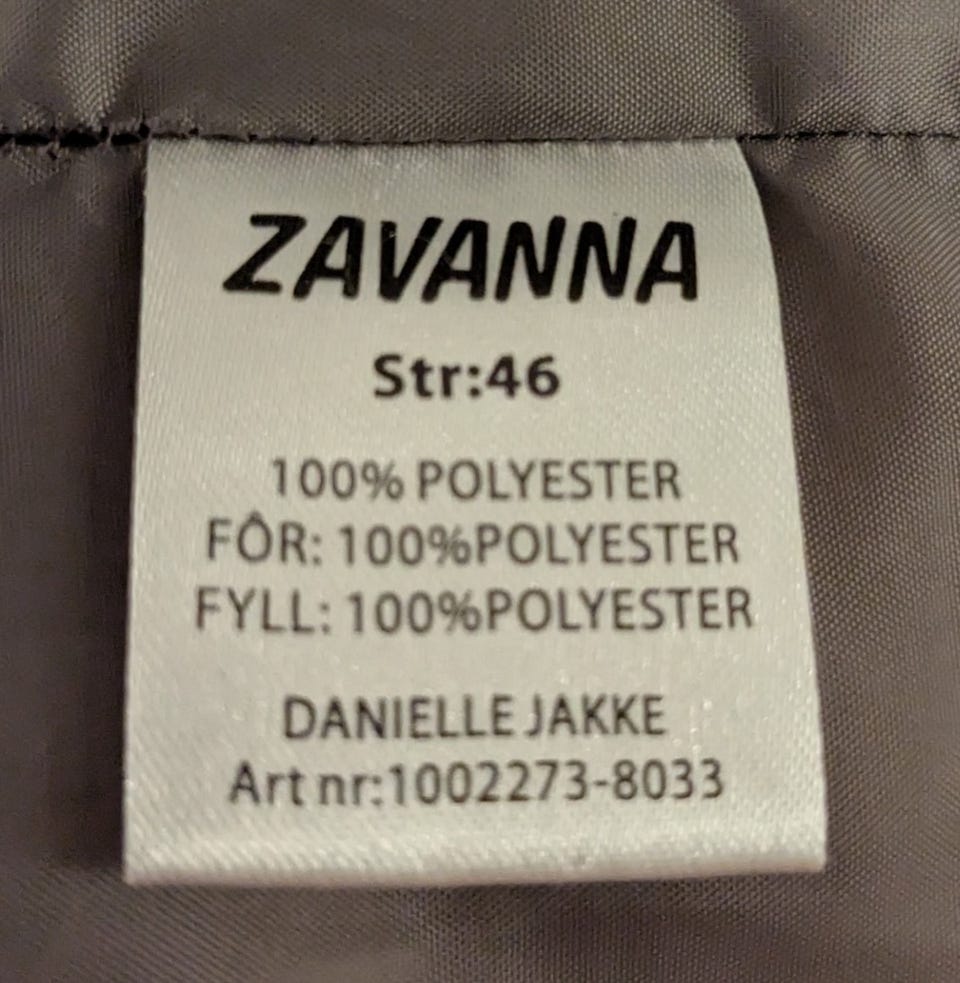 ZAVANNA
Str:46
100% POLYESTER
FÔR: 100%POLYESTER
FYLL: 100%POLYESTER
DANIELLE JAKKE
Art nr:1002273-8033